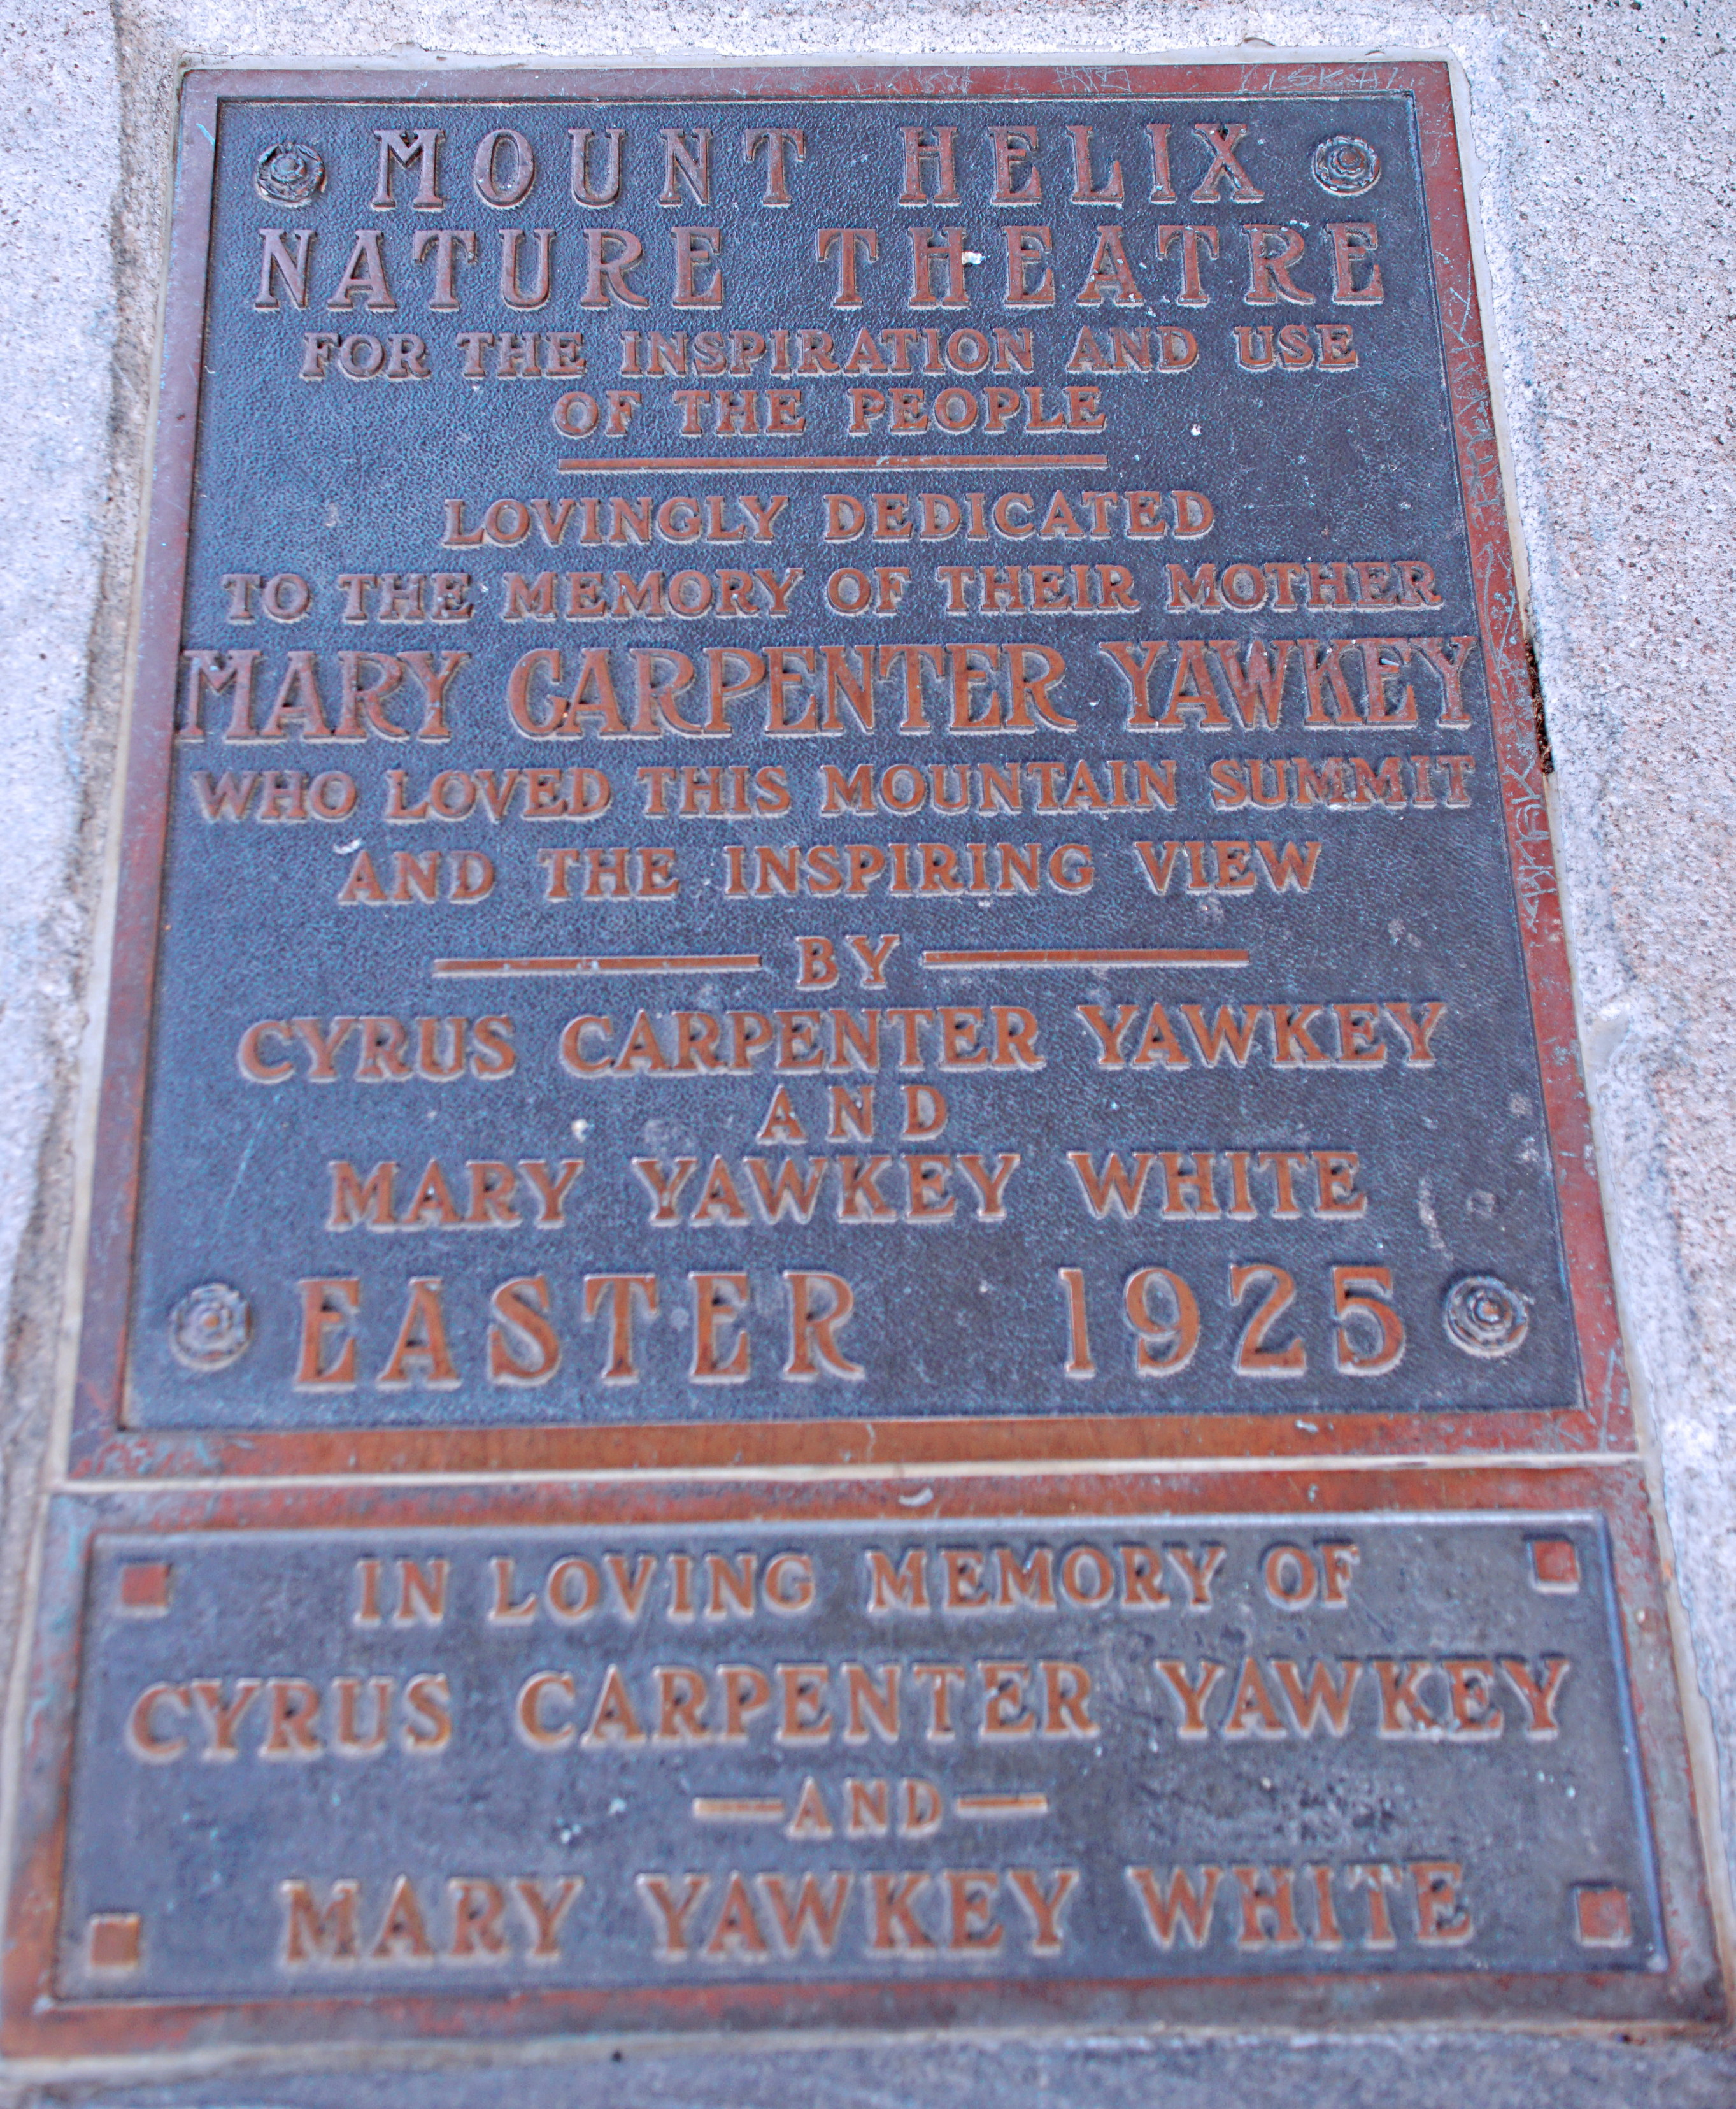 MOUNT HELIX
NATURE THEATRE
FOR THE INSPIRATION AND USE
OF THE PEOPLE
LOVINGLY DEDICATED
TO THE MEMORY OF THEIR MOTHER
MARY CARPENTER YAWKEY
WHO LOVED THIS MOUNTAIN SUMMIT
AND THE INSPIRING VIEW
BY
CYRUS CARPENTER YAWKEY
AND
MARY YAWKEY WHITE
EASTER 1925
IN LOVING MEMORY OF
CYRUS CARPENTER YAWKEY
—AND—
MARY YAWKEY WHITE